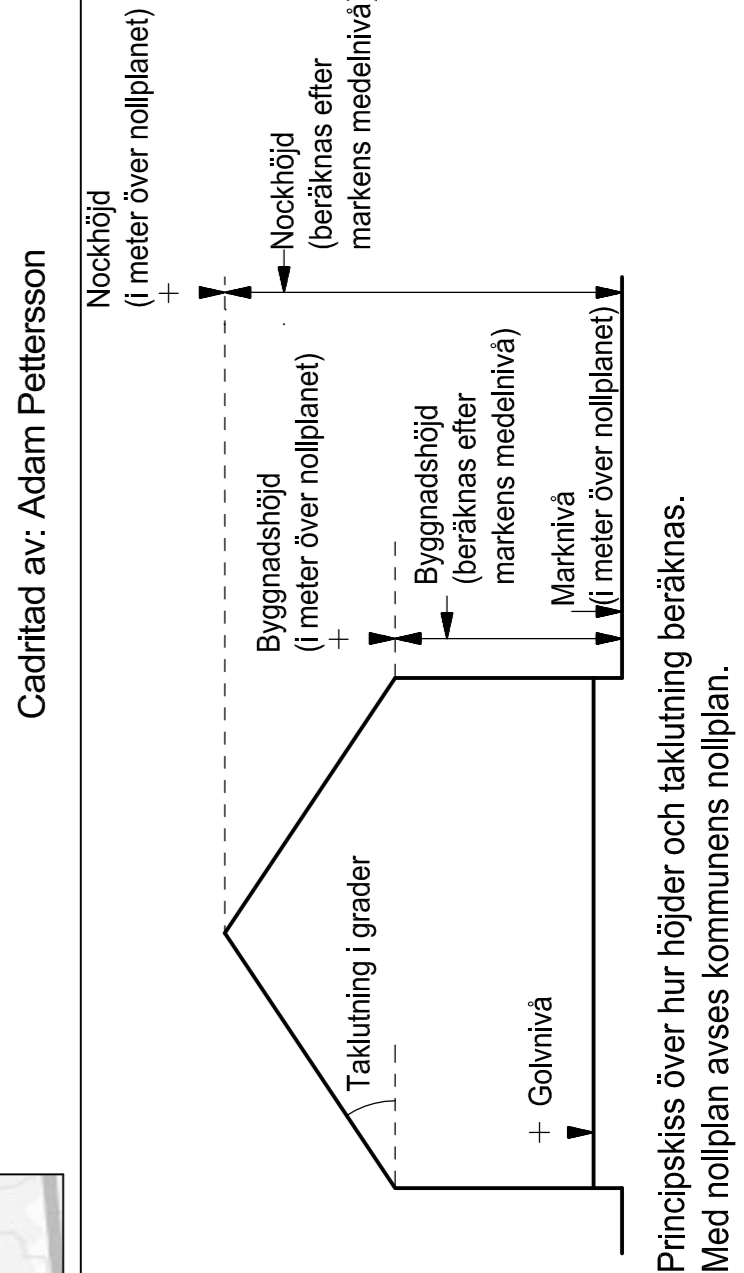 Cadritad av: Adam Pettersson
Nockhöjd
(i meter över nollplanet)
Nockhöjd
(beräknas efter
markens medelnivå)
Byggnadshöjd
(i meter över nollplanet)
Byggnadshöjd
(beräknas efter
markens medelnivå)
Marknivå
(i meter över nollplanet)
Taklutning i grader
Golvnivå
Principskiss över hur höjder och taklutning beräknas.
Med nollplan avses kommunens nollplan.